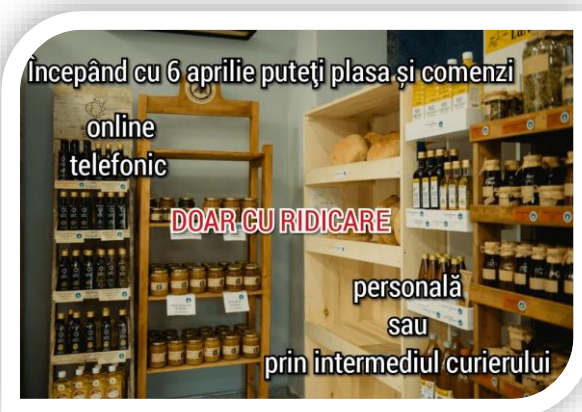 Începând cu 6 aprilie puteţi plasa și comenzi
online
telefonic
DOAR CU RIDICARE
personală
sau
prin intermediul curierului